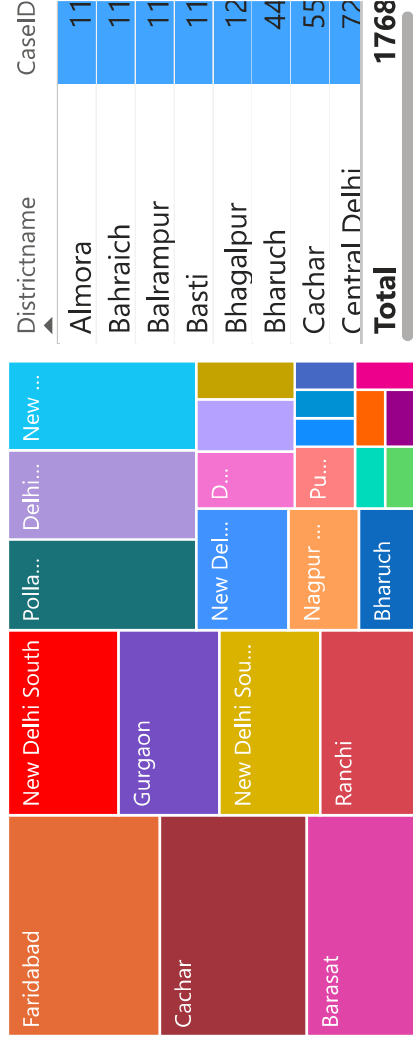 Faridabad
Cachar
Barasat
New Delhi South
Gurgaon
New Delhi Sou...
Ranchi
Polla...
Delhi...
New ...
New Del...
D...
Nagpur ...
Pu...
Bharuch
Districtname CaseID
Almora 11
Bahraich 11
Balrampur 11
Basti 11
Bhagalpur 12
Bharuch 44
Cachar 55
Central Delhi 72
Total 1768